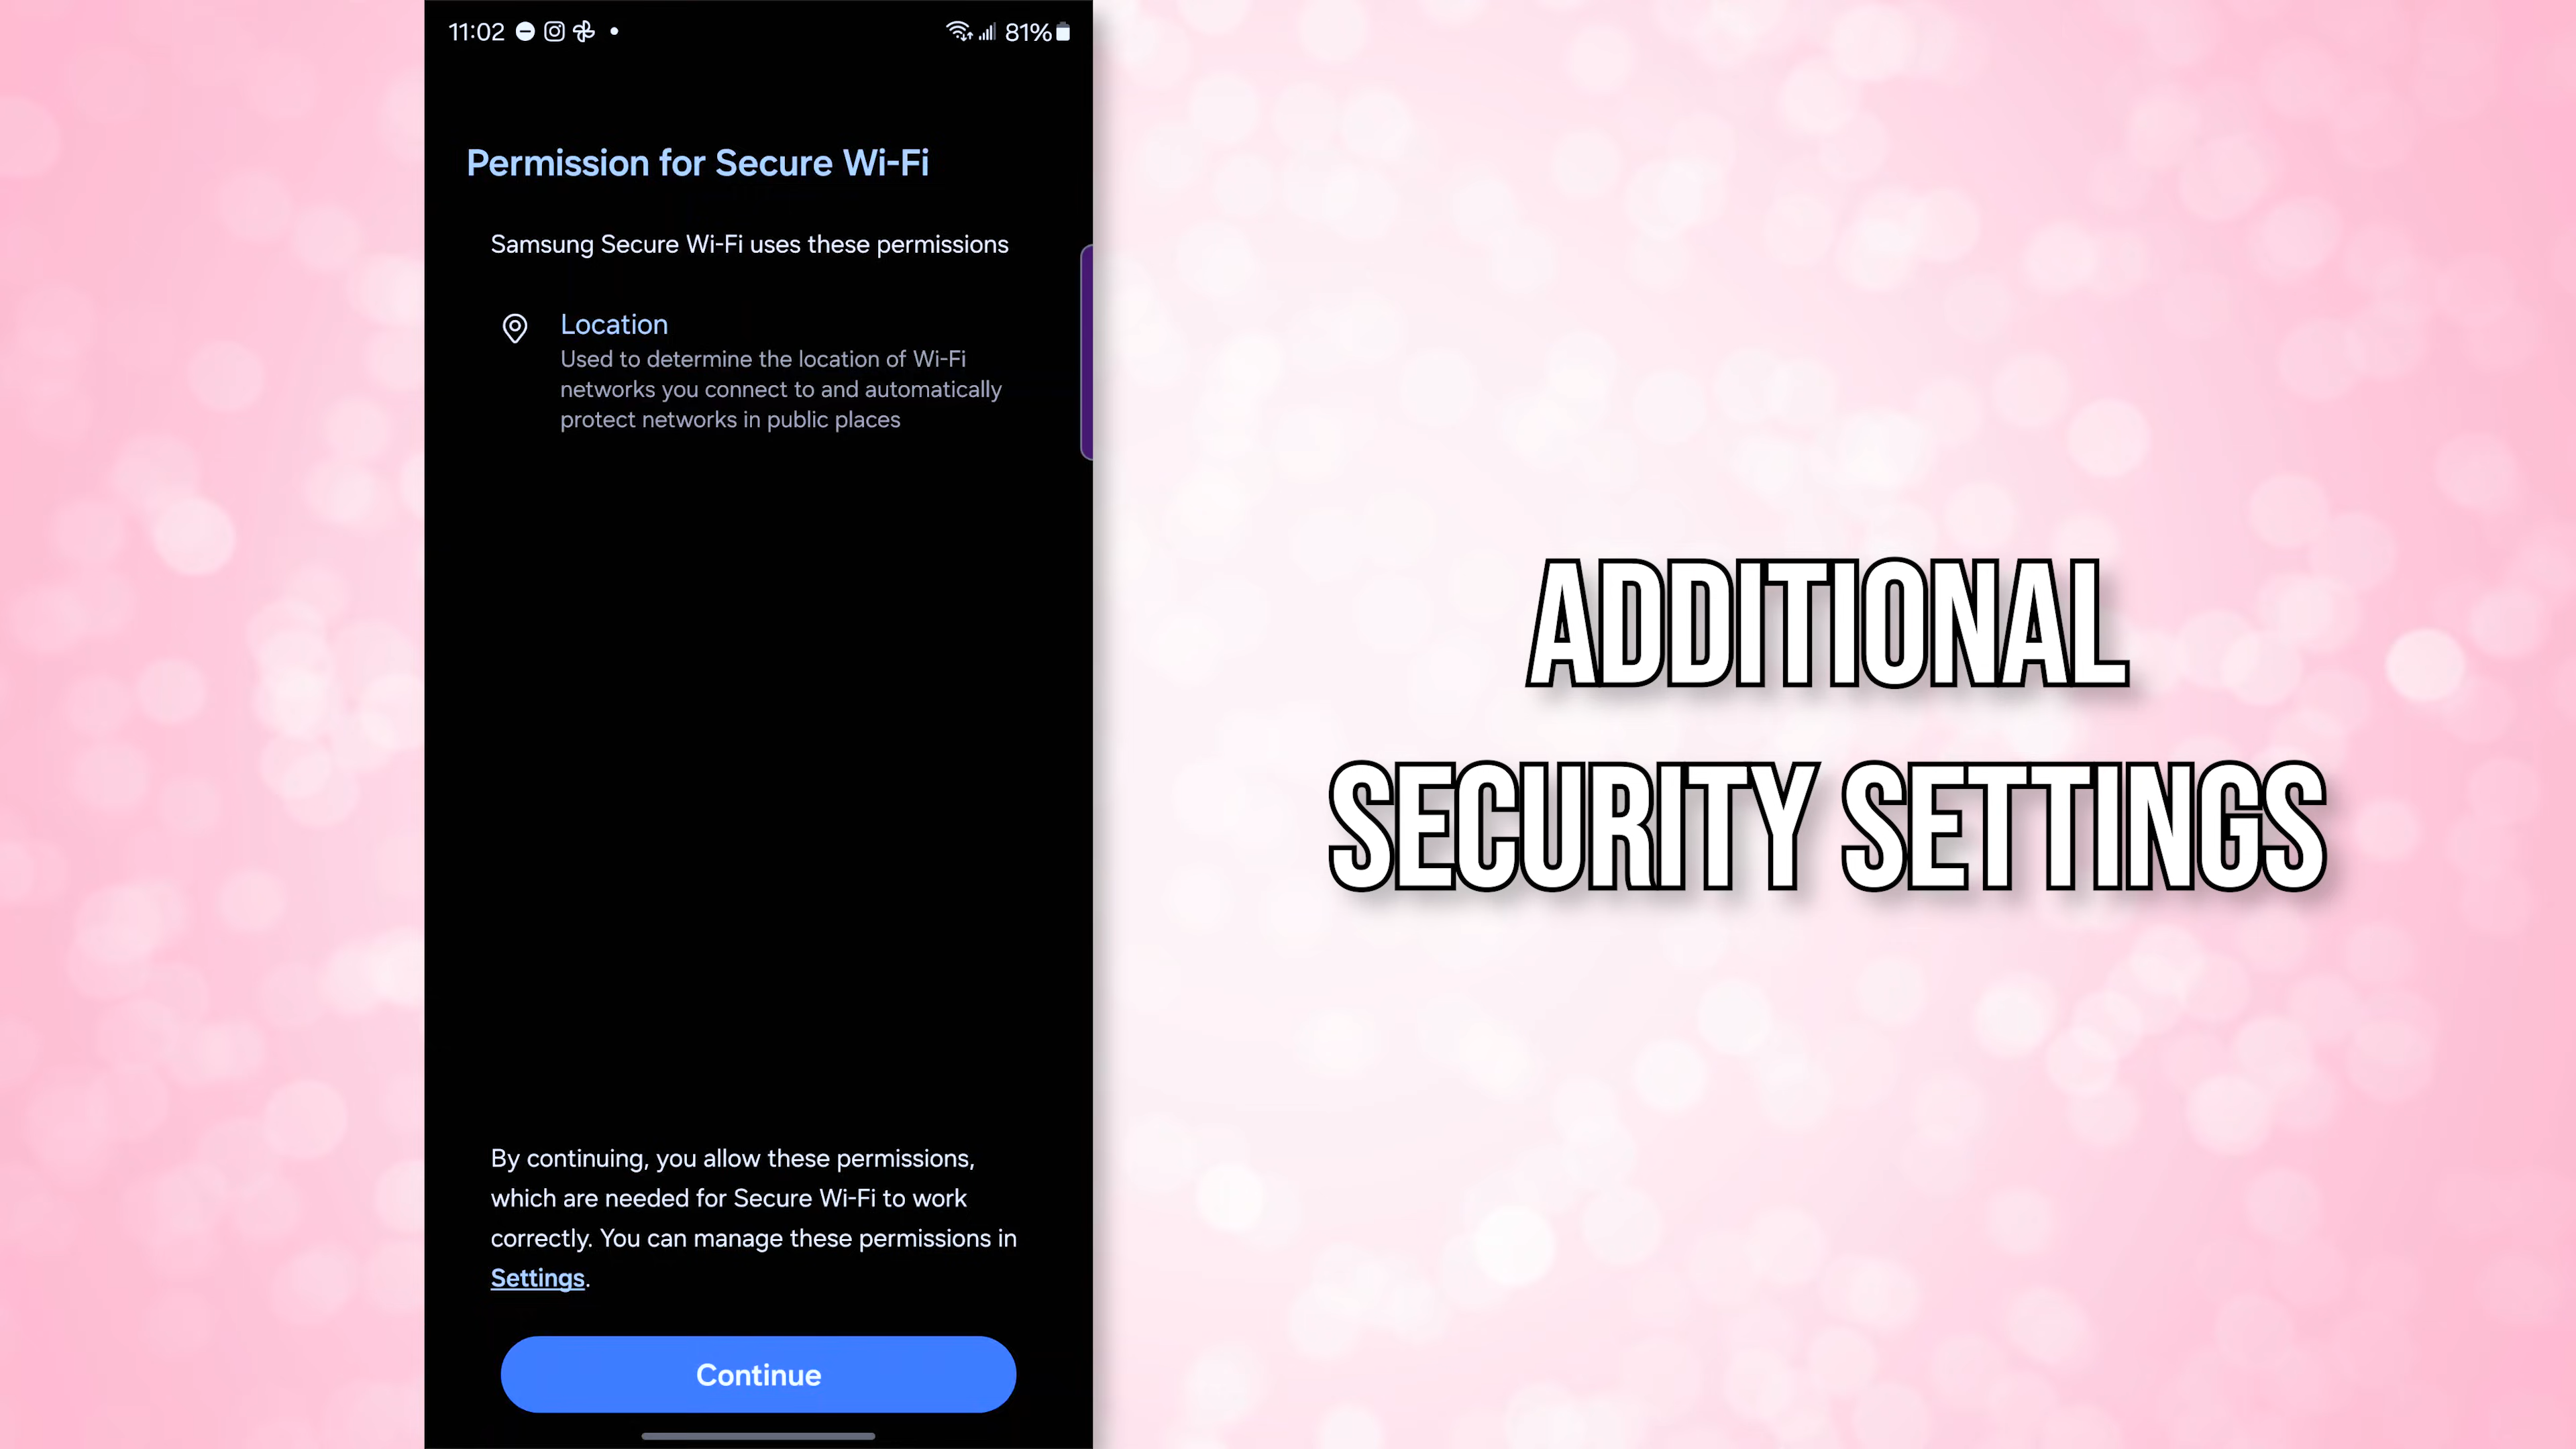 11:02
81%
Permission for Secure Wi-Fi
Samsung Secure Wi-Fi uses these permissions
Location
Used to determine the location of Wi-Fi
networks you connect to and automatically
protect networks in public places
By continuing, you allow these permissions,
which are needed for Secure Wi-Fi to work
correctly. You can manage these permissions in
Settings.
Continue
ADDITIONAL
SECURITY SETTINGS